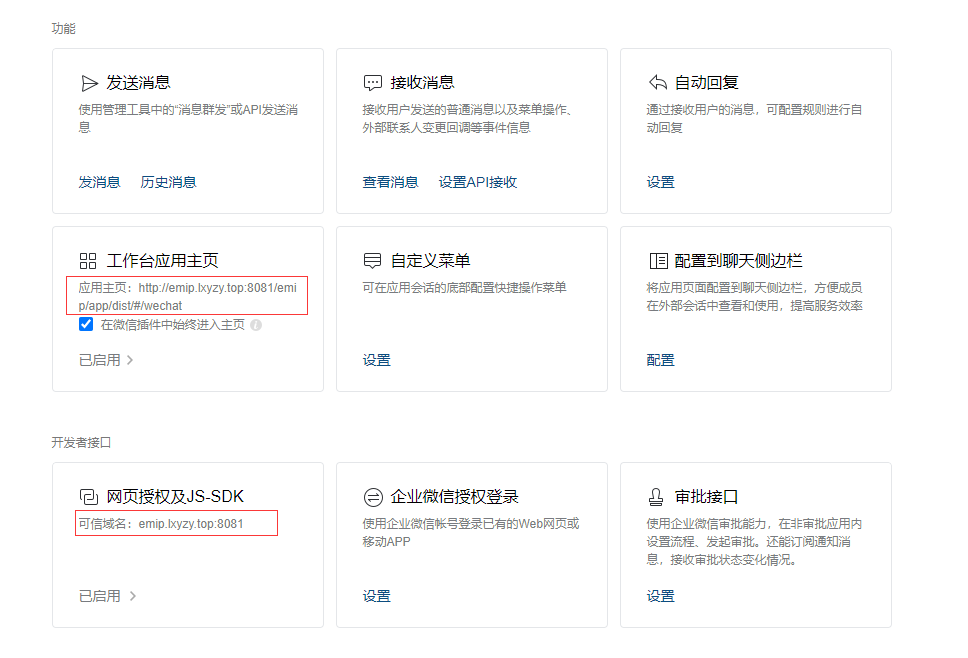 功能
发送消息
使用管理工具中的“消息群发”或API发送消
息
发消息 历史消息
接收消息
接收用户发送的普通消息以及菜单操作、
外部联系人变更回调等事件信息
查看消息 设置API接收
自动回复
通过接收用户的消息，可配置规则进行自
动回复
设置
工作台应用主页
应用主页：http://emip.lxyzy.top:8081/emi
p/app/dist/#/wechat
在微信插件中始终进入主页
已启用
自定义菜单
可在应用会话的底部配置快捷操作菜单
设置
配置到聊天侧边栏
将应用页面配置到聊天侧边栏，方便成员
在外部会话中查看和使用，提高服务效率
配置
开发者接口
网页授权及JS-SDK
可信域名：emip.lxyzy.top:8081
已启用
企业微信授权登录
使用企业微信帐号登录已有的Web网页或
移动APP
设置
审批接口
使用企业微信审批能力，在非审批应用内
设置流程、发起审批。还能订阅通知消
息，接收审批状态变化情况。
设置